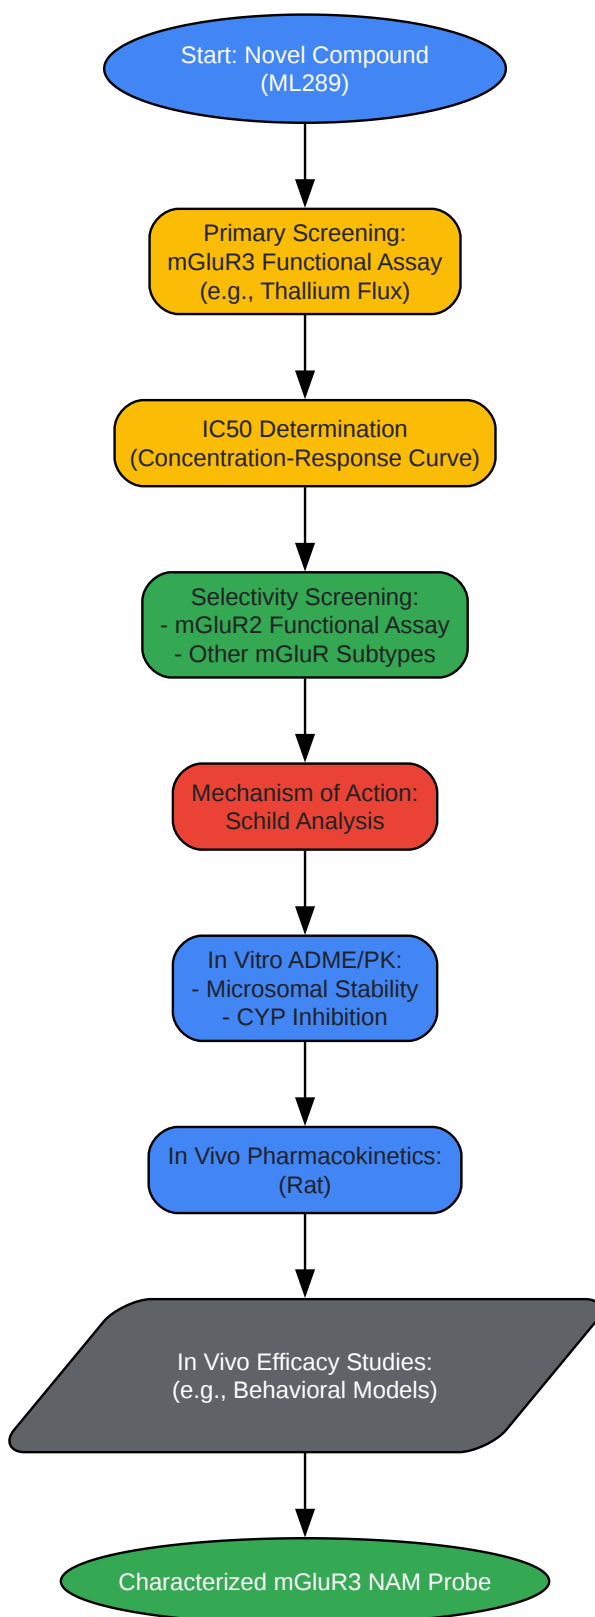 Start: Novel Compound
(ML289)
Primary Screening:
mGluR3 Functional Assay
(e.g., Thallium Flux)
IC50 Determination
(Concentration-Response Curve)
Selectivity Screening:
- mGluR2 Functional Assay
- Other mGluR Subtypes
Mechanism of Action:
Schild Analysis
In Vitro ADME/PK:
- Microsomal Stability
- CYP Inhibition
In Vivo Pharmacokinetics:
(Rat)
In Vivo Efficacy Studies:
(e.g., Behavioral Models)
Characterized mGluR3 NAM Probe